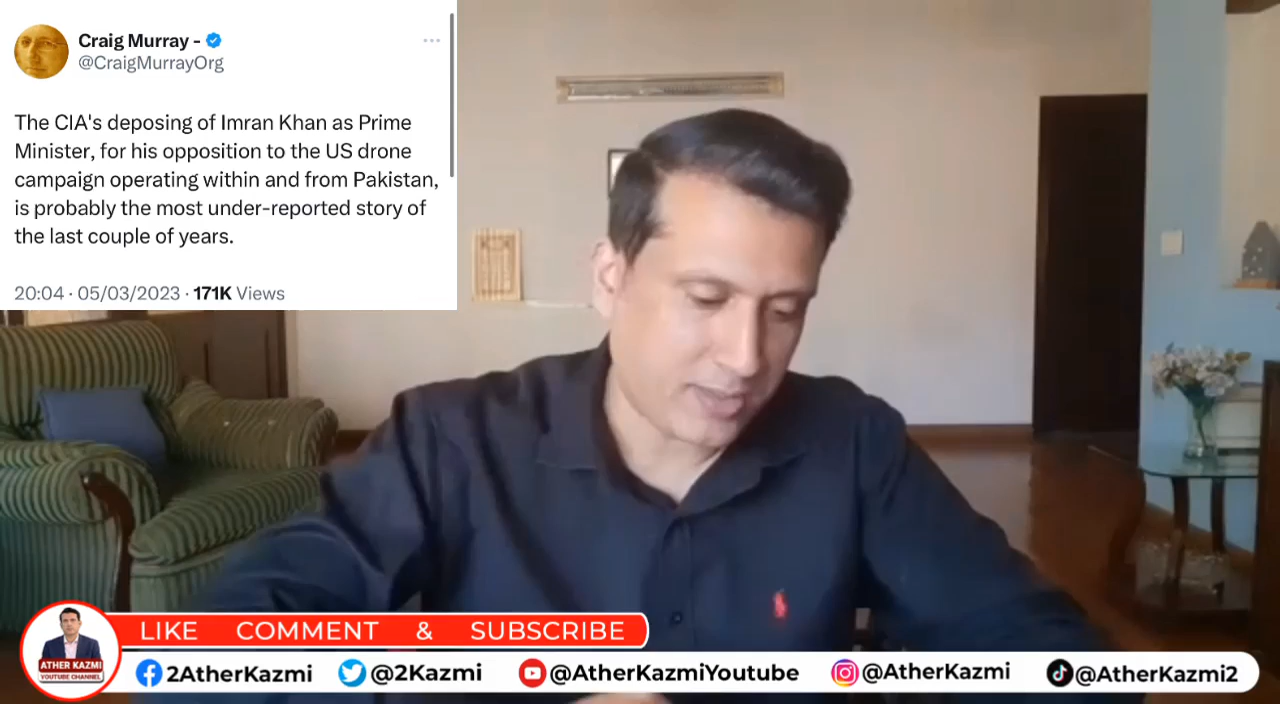 Craig Murray -
@CraigMurrayOrg
The CIA's deposing of Imran Khan as Prime
Minister, for his opposition to the US drone
campaign operating within and from Pakistan,
is probably the most under-reported story of
the last couple of years.
20:04 · 05/03/2023 · 171K Views
LIKE COMMENT & SUBSCRIBE
ATHER KAZMI
YOUTUBE CHANNEL
2AtherKazmi @2Kazmi @AtherKazmiYoutube @AtherKazmi @AtherKazmi2